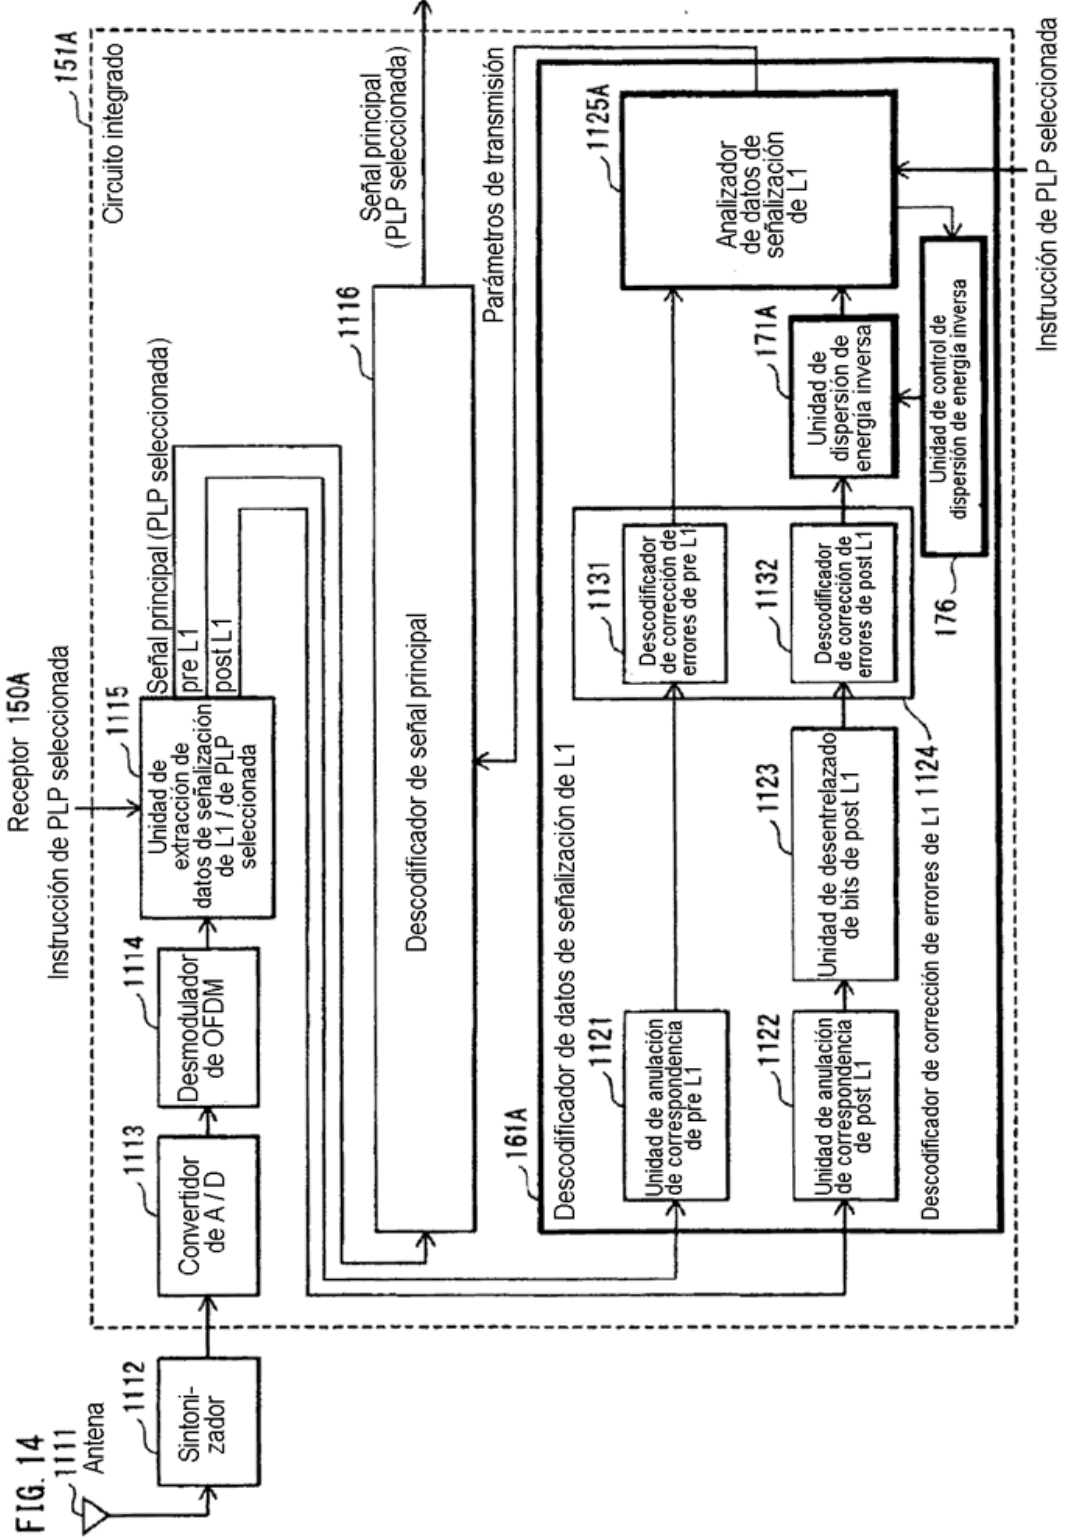 FIG. 14
Receptor 150A
1111
Antena
1112
Sintoni-
zador
151A
Circuito integrado
1113
Convertidor
de A / D
1114
Desmodulador
de OFDM
Instrucción de PLP seleccionada
1115
Unidad de
extracción de
datos de señalización
de L1 / de PLP
seleccionada
Señal principal (PLP seleccionada)
pre L1
post L1
1116
Descodificador de señal principal
Señal principal
(PLP seleccionada)
Parámetros de transmisión
161A
Descodificador de datos de señalización de L1
1121
Unidad de anulación
de correspondencia
de pre L1
1122
Unidad de anulación
de correspondencia
de post L1
1123
Unidad de desentrelazado
de bits de post L1
Descodificador de corrección de errores de L1 1124
1131
Descodificador
de corrección de
errores de pre L1
1132
Descodificador
de corrección de
errores de post L1
171A
Unidad de
dispersión de
energía inversa
176
Unidad de control de
dispersión de energía inversa
1125A
Analizador
de datos de
señalización
de L1
Instrucción de PLP seleccionada